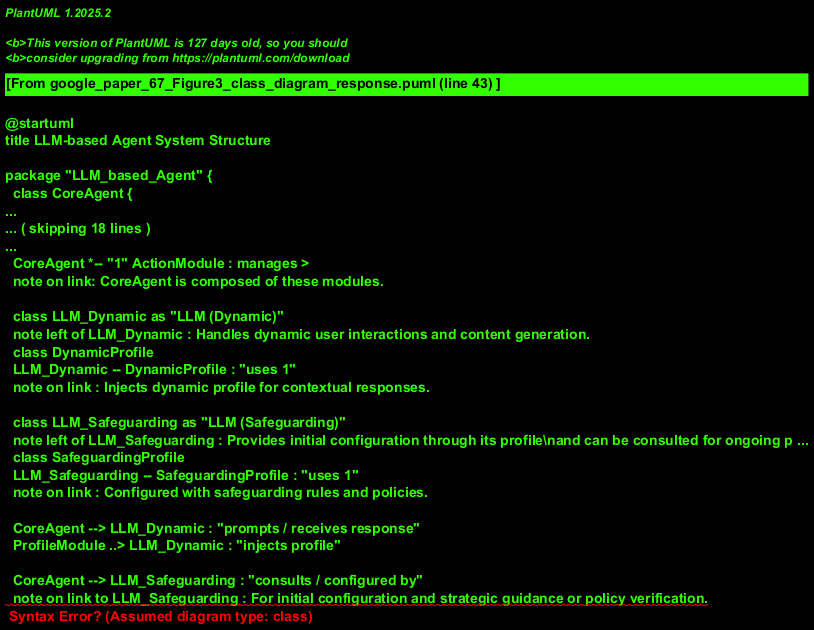 PlantUML 1.2025.2
<b>This version of PlantUML is 127 days old, so you should
<b>consider upgrading from https://plantuml.com/download
[From google_paper_67_Figure3_class_diagram_response.puml (line 43) ]
@startuml
title LLM-based Agent System Structure
package "LLM_based_Agent" {
class CoreAgent {
...
... ( skipping 18 lines )
...
CoreAgent *-- "1" ActionModule : manages >
note on link: CoreAgent is composed of these modules.
class LLM_Dynamic as "LLM (Dynamic)"
note left of LLM_Dynamic : Handles dynamic user interactions and content generation.
class DynamicProfile
LLM_Dynamic -- DynamicProfile : "uses 1"
note on link : Injects dynamic profile for contextual responses.
class LLM_Safeguarding as "LLM (Safeguarding)"
note left of LLM_Safeguarding : Provides initial configuration through its profile\nand can be consulted for ongoing p ...
class SafeguardingProfile
LLM_Safeguarding -- SafeguardingProfile : "uses 1"
note on link : Configured with safeguarding rules and policies.
CoreAgent --> LLM_Dynamic : "prompts / receives response"
ProfileModule ..> LLM_Dynamic : "injects profile"
CoreAgent --> LLM_Safeguarding : "consults / configured by"
note on link to LLM_Safeguarding : For initial configuration and strategic guidance or policy verification.
Syntax Error? (Assumed diagram type: class)